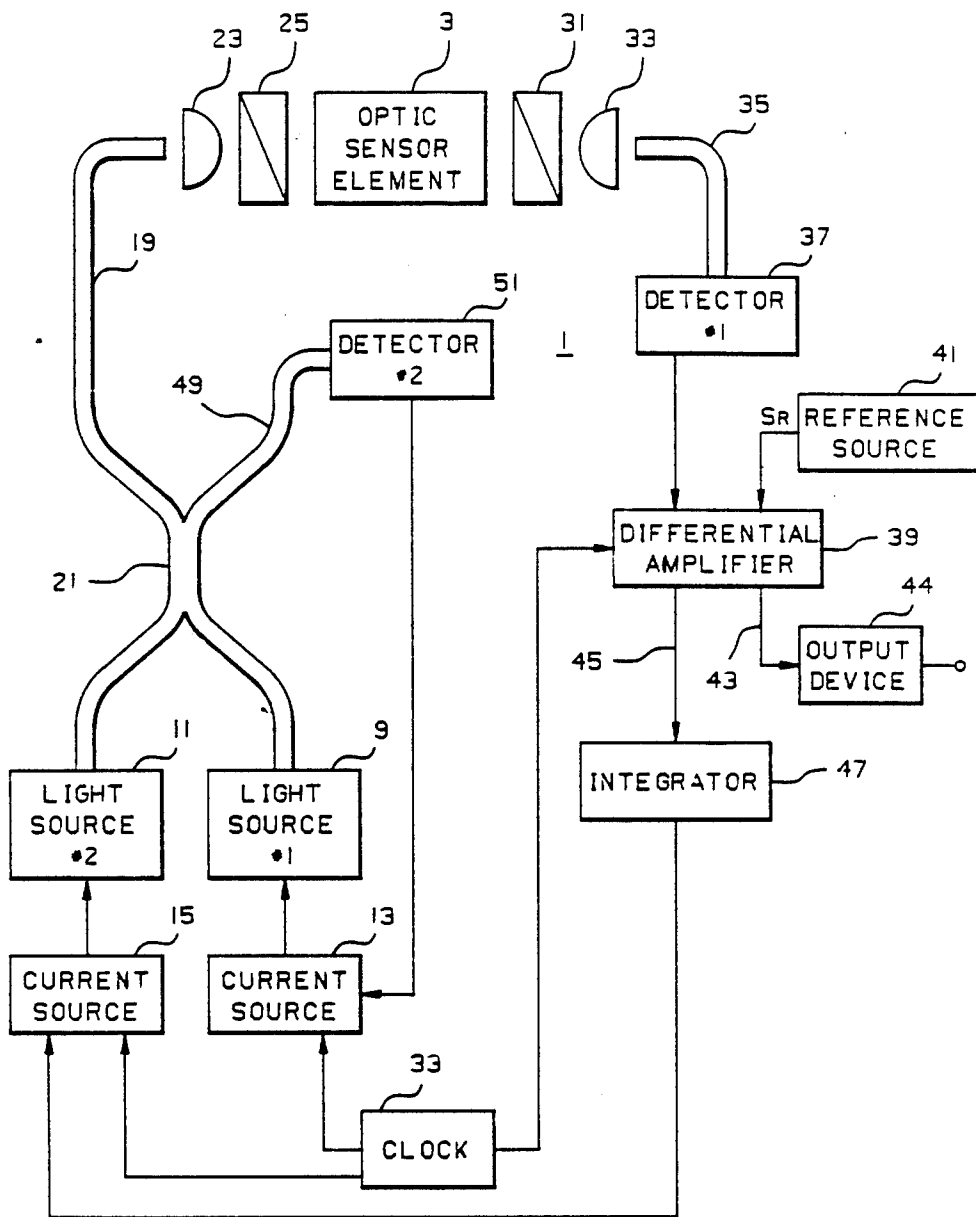 23
25
3
31
33
OPTIC
SENSOR
ELEMENT
35
19
37
DETECTOR
#1
51
DETECTOR
#2
1
49
41
SR
REFERENCE
SOURCE
DIFFERENTIAL
AMPLIFIER
39
21
44
45
43
OUTPUT
DEVICE
11
9
LIGHT
SOURCE
#2
LIGHT
SOURCE
#1
INTEGRATOR
47
15
13
CURRENT
SOURCE
CURRENT
SOURCE
33
CLOCK